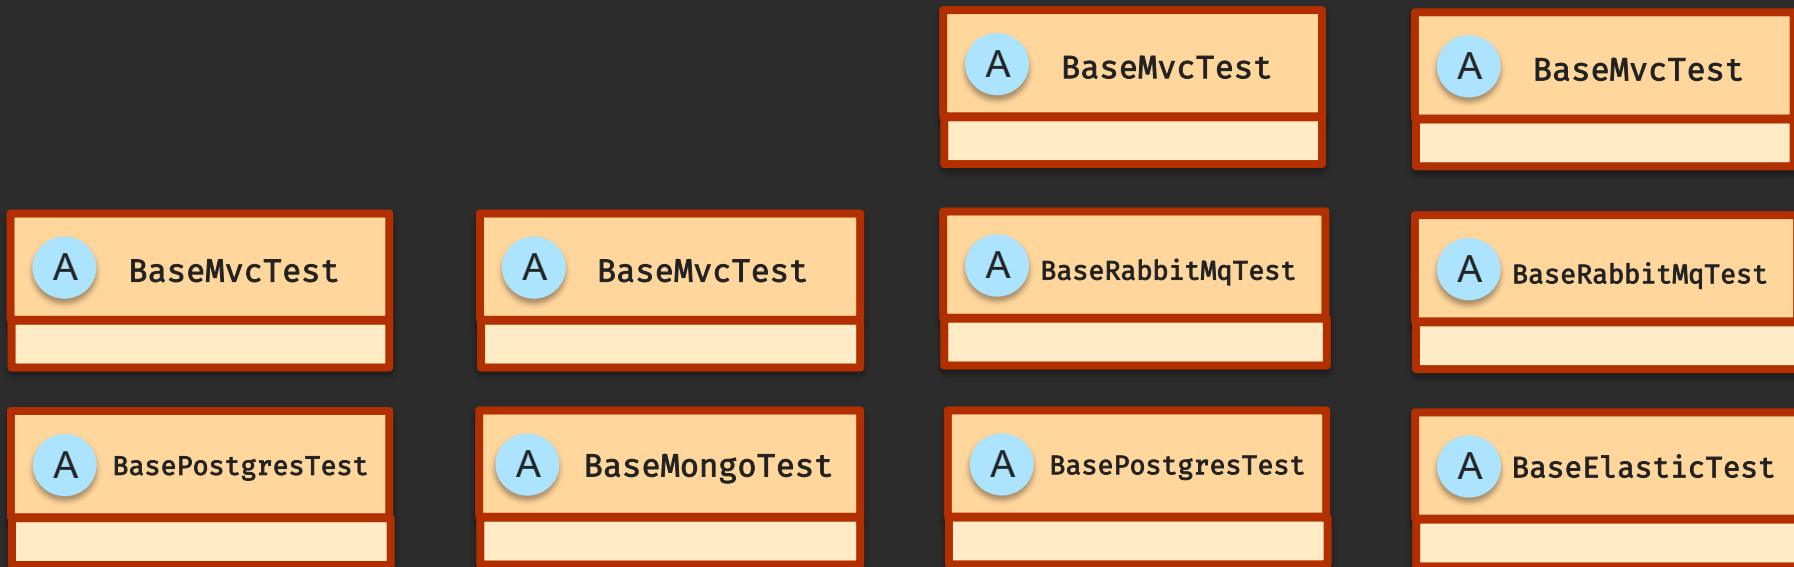 A BaseMvcTest
A BaseMvcTest
A BaseMvcTest
A BaseMvcTest
A BaseRabbitMqTest
A BaseRabbitMqTest
A BasePostgresTest
A BaseMongoTest
A BasePostgresTest
A BaseElasticTest